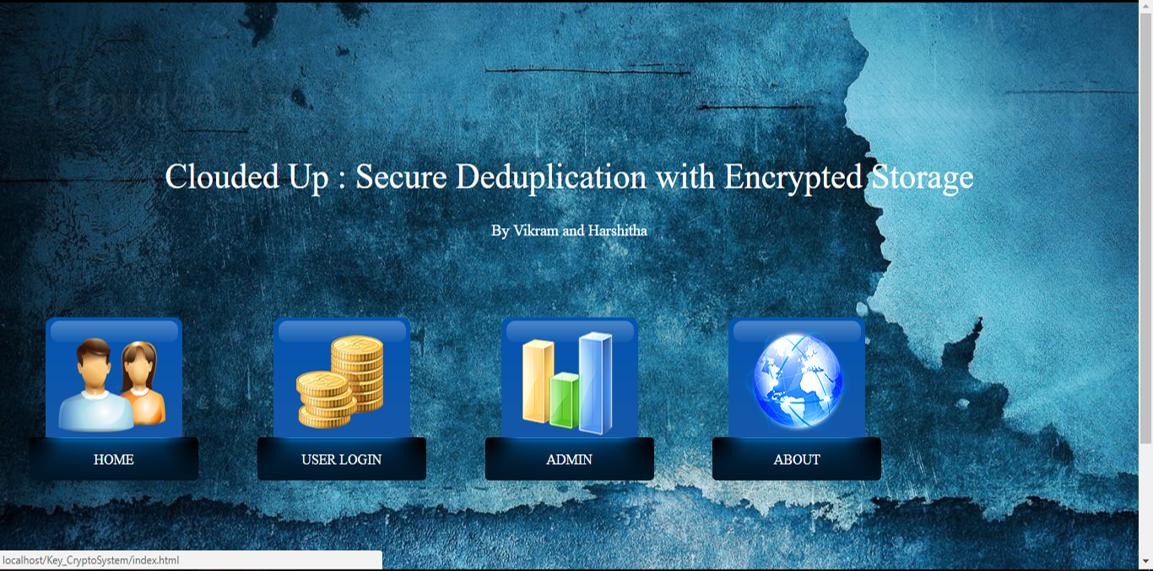 Clouded Up : Secure Deduplication with Encrypted Storage
By Vikram and Harshitha
HOME
USER LOGIN
ADMIN
ABOUT
localhost/Key_CryptoSystem/index.html